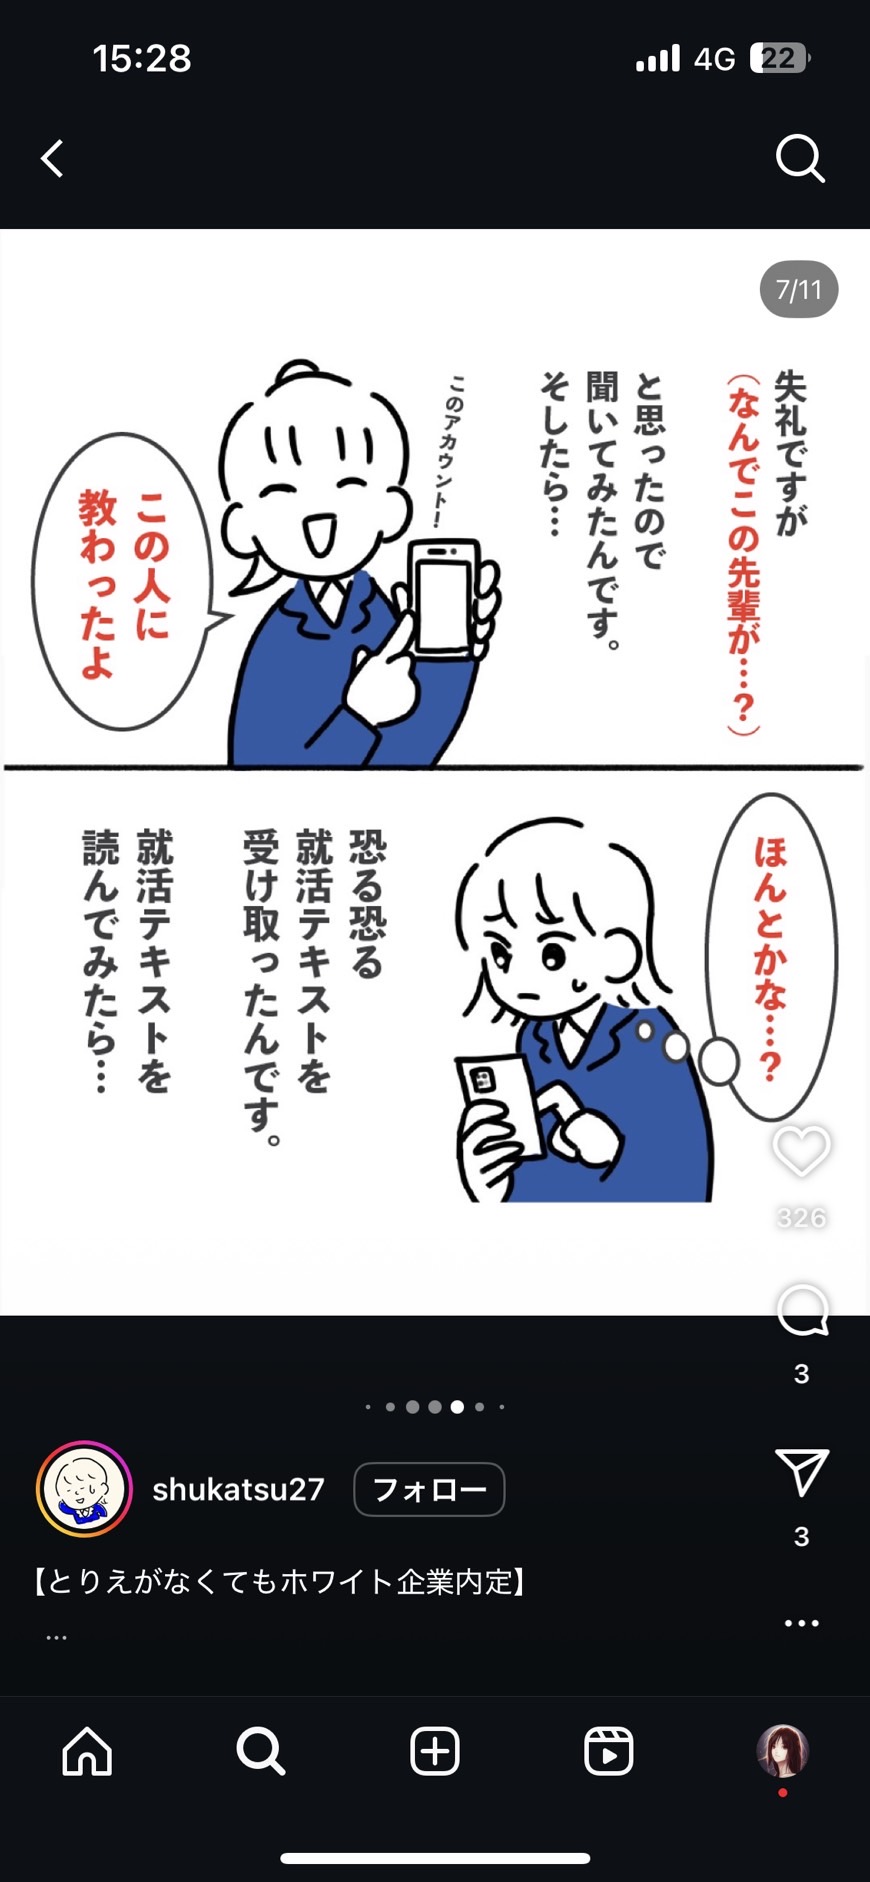 15:28
4G
22
7/11
失礼ですが
（なんでこの先輩が…？）
と思ったので
聞いてみたんです。
そしたら…
このアカウント！
この人に
教わったよ
ほんとかな…？
恐る恐る
就活テキストを
受け取ったんです。
就活テキストを
読んでみたら…
326
3
shukatsu27
フォロー
3
【とりえがなくてもホワイト企業内定】
...